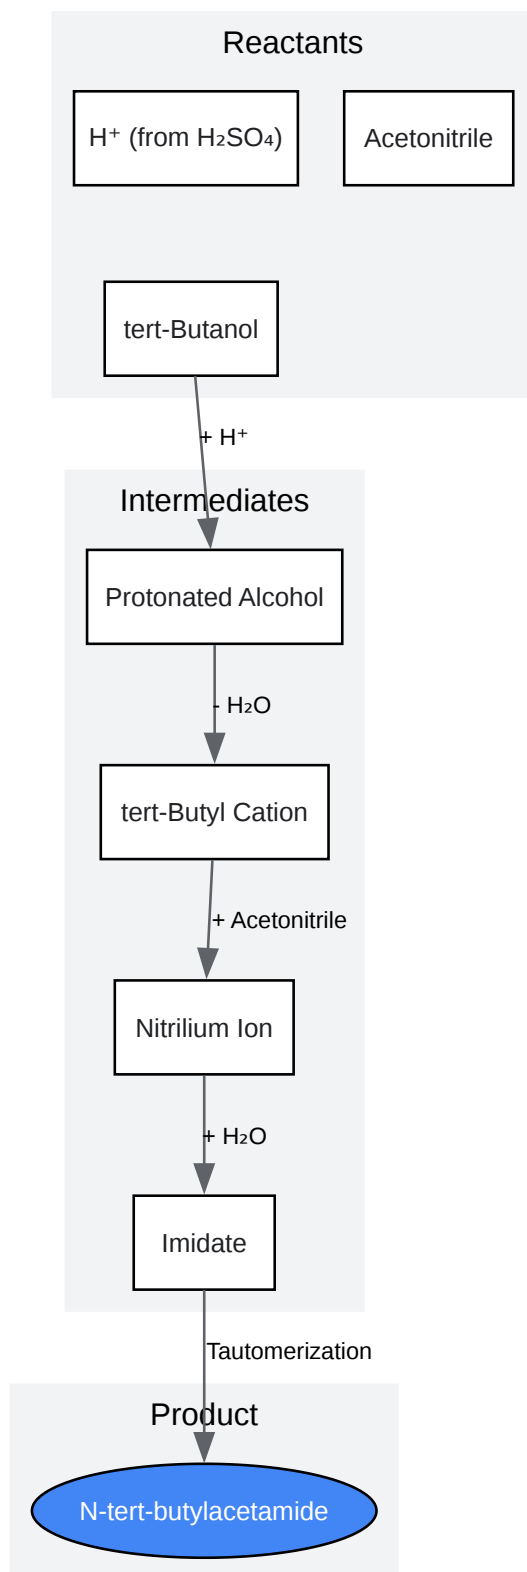 Reactants
H⁺ (from H₂SO₄)
Acetonitrile
tert-Butanol
+ H⁺
Intermediates
Protonated Alcohol
- H₂O
tert-Butyl Cation
+ Acetonitrile
Nitrilium Ion
+ H₂O
Imidate
Tautomerization
Product
N-tert-butylacetamide